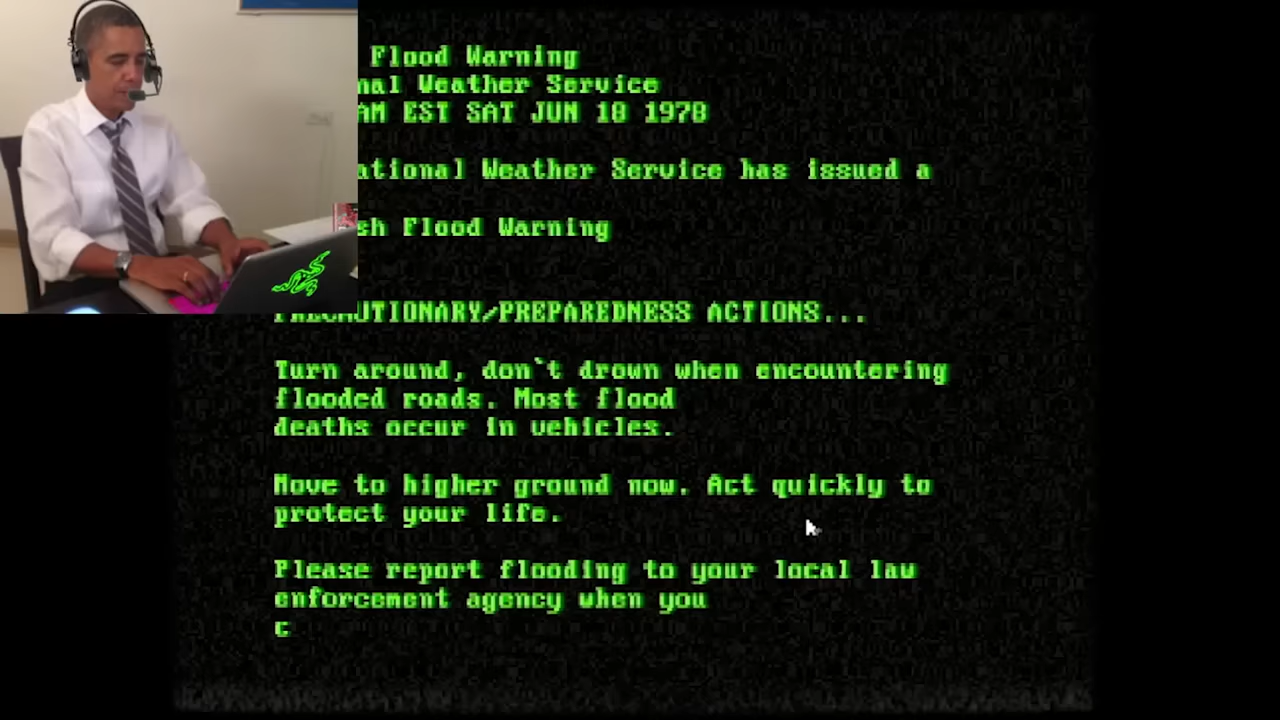 Flood Warning
nal Weather Service
AM EST SAT JUN 18 1978
ational Weather Service has issued a
sh Flood Warning
PRECAUTIONARY/PREPAREDNESS ACTIONS...
Turn around, don`t drown when encountering
flooded roads. Most flood
deaths occur in vehicles.
Move to higher ground now. Act quickly to
protect your life.
Please report flooding to your local law
enforcement agency when you
c